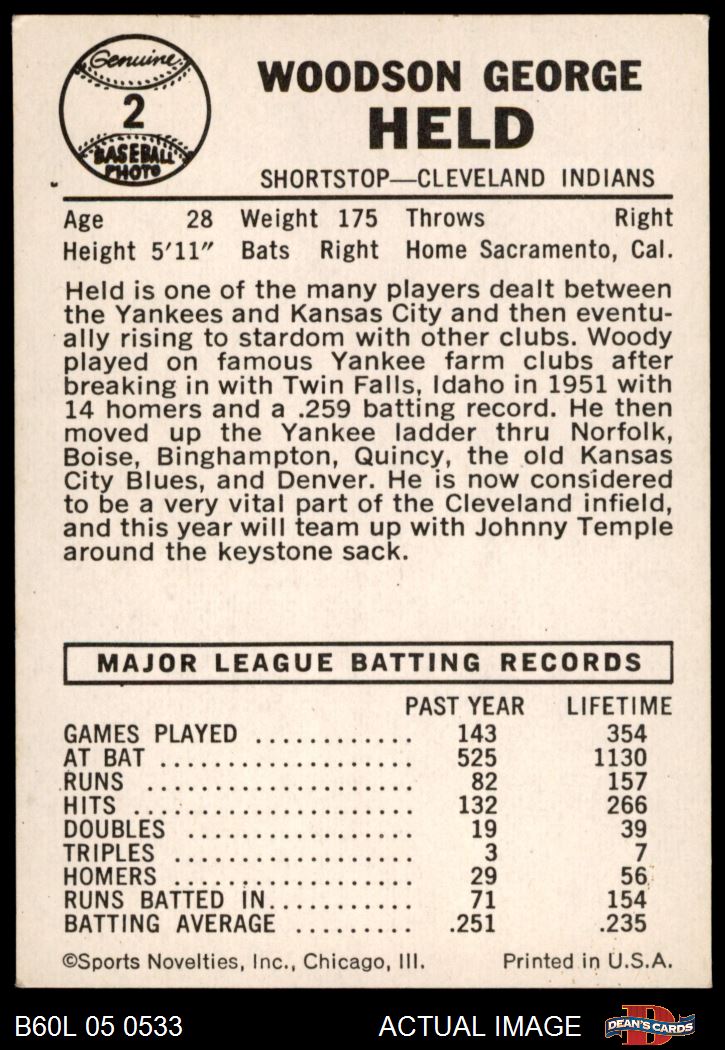 Genuine
2
BASEBALL
PHOTO
WOODSON GEORGE
HELD
SHORTSTOP—CLEVELAND INDIANS
Age 28 Weight 175 Throws Right
Height 5'11" Bats Right Home Sacramento, Cal.
Held is one of the many players dealt between
the Yankees and Kansas City and then eventu-
ally rising to stardom with other clubs. Woody
played on famous Yankee farm clubs after
breaking in with Twin Falls, Idaho in 1951 with
14 homers and a .259 batting record. He then
moved up the Yankee ladder thru Norfolk,
Boise, Binghampton, Quincy, the old Kansas
City Blues, and Denver. He is now considered
to be a very vital part of the Cleveland infield,
and this year will team up with Johnny Temple
around the keystone sack.
MAJOR LEAGUE BATTING RECORDS
PAST YEAR LIFETIME
GAMES PLAYED ............ 143 354
AT BAT .................... 525 1130
RUNS ..................... 82 157
HITS ...................... 132 266
DOUBLES ................. 19 39
TRIPLES .................. 3 7
HOMERS .................. 29 56
RUNS BATTED IN........... 71 154
BATTING AVERAGE ......... .251 .235
©Sports Novelties, Inc., Chicago, Ill. Printed in U.S.A.
B60L 05 0533 ACTUAL IMAGE D DEAN'S CARDS